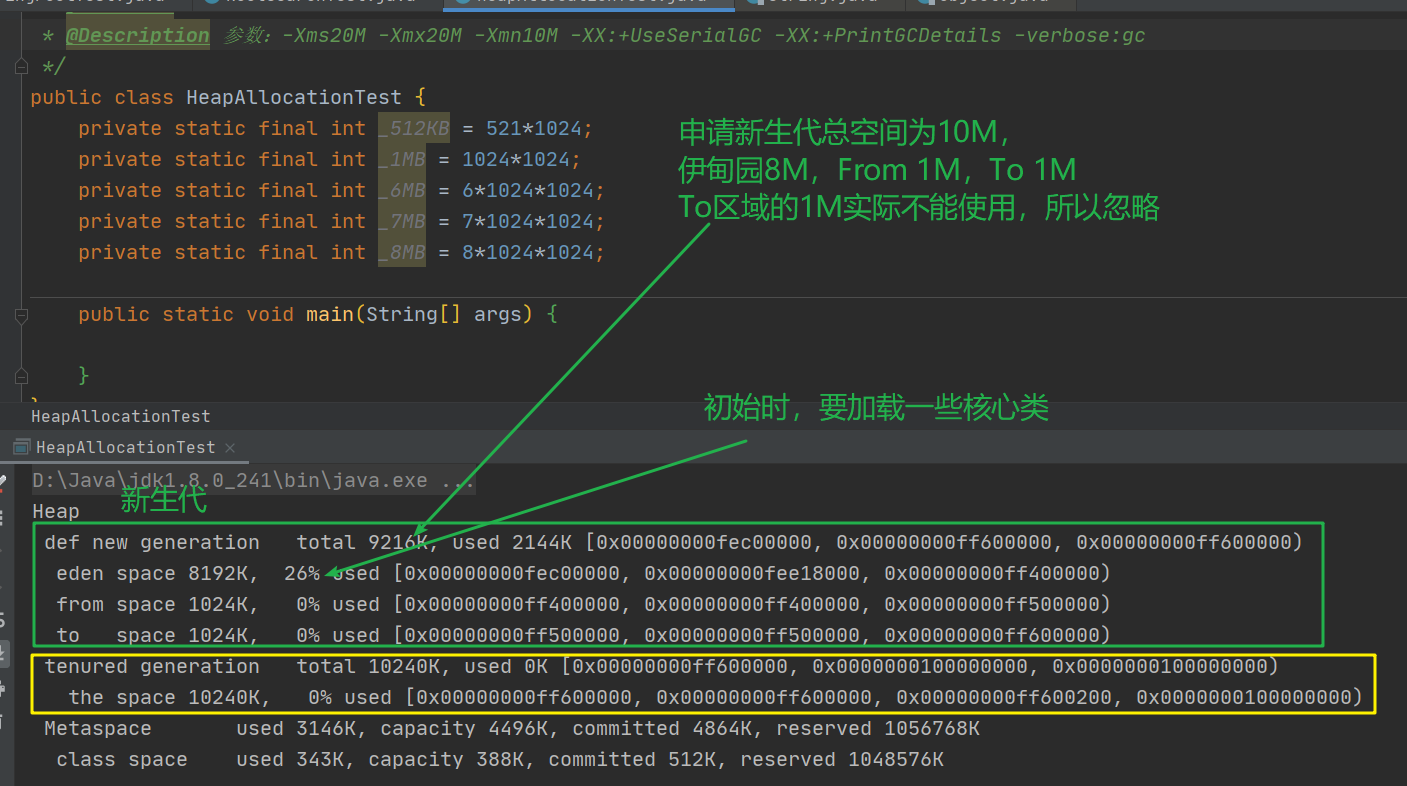 * @Description 参数：-Xms20M -Xmx20M -Xmn10M -XX:+UseSerialGC -XX:+PrintGCDetails -verbose:gc
*/
public class HeapAllocationTest {
private static final int _512KB = 521*1024;
private static final int _1MB = 1024*1024;
private static final int _6MB = 6*1024*1024;
private static final int _7MB = 7*1024*1024;
private static final int _8MB = 8*1024*1024;
申请新生代总空间为10M，
伊甸园8M，From 1M，To 1M
To区域的1M实际不能使用，所以忽略
public static void main(String[] args) {
}
初始时，要加载一些核心类
HeapAllocationTest
HeapAllocationTest
D:\Java\jdk1.8.0_241\bin\java.exe ...
新生代
Heap
def new generation   total 9216K, used 2144K [0x00000000fec00000, 0x00000000ff600000, 0x00000000ff600000)
eden space 8192K,  26% used [0x00000000fec00000, 0x00000000fee18000, 0x00000000ff400000)
from space 1024K,   0% used [0x00000000ff400000, 0x00000000ff400000, 0x00000000ff500000)
to   space 1024K,   0% used [0x00000000ff500000, 0x00000000ff500000, 0x00000000ff600000)
tenured generation   total 10240K, used 0K [0x00000000ff600000, 0x0000000100000000, 0x0000000100000000)
the space 10240K,   0% used [0x00000000ff600000, 0x00000000ff600000, 0x00000000ff600200, 0x0000000100000000)
Metaspace       used 3146K, capacity 4496K, committed 4864K, reserved 1056768K
class space    used 343K, capacity 388K, committed 512K, reserved 1048576K